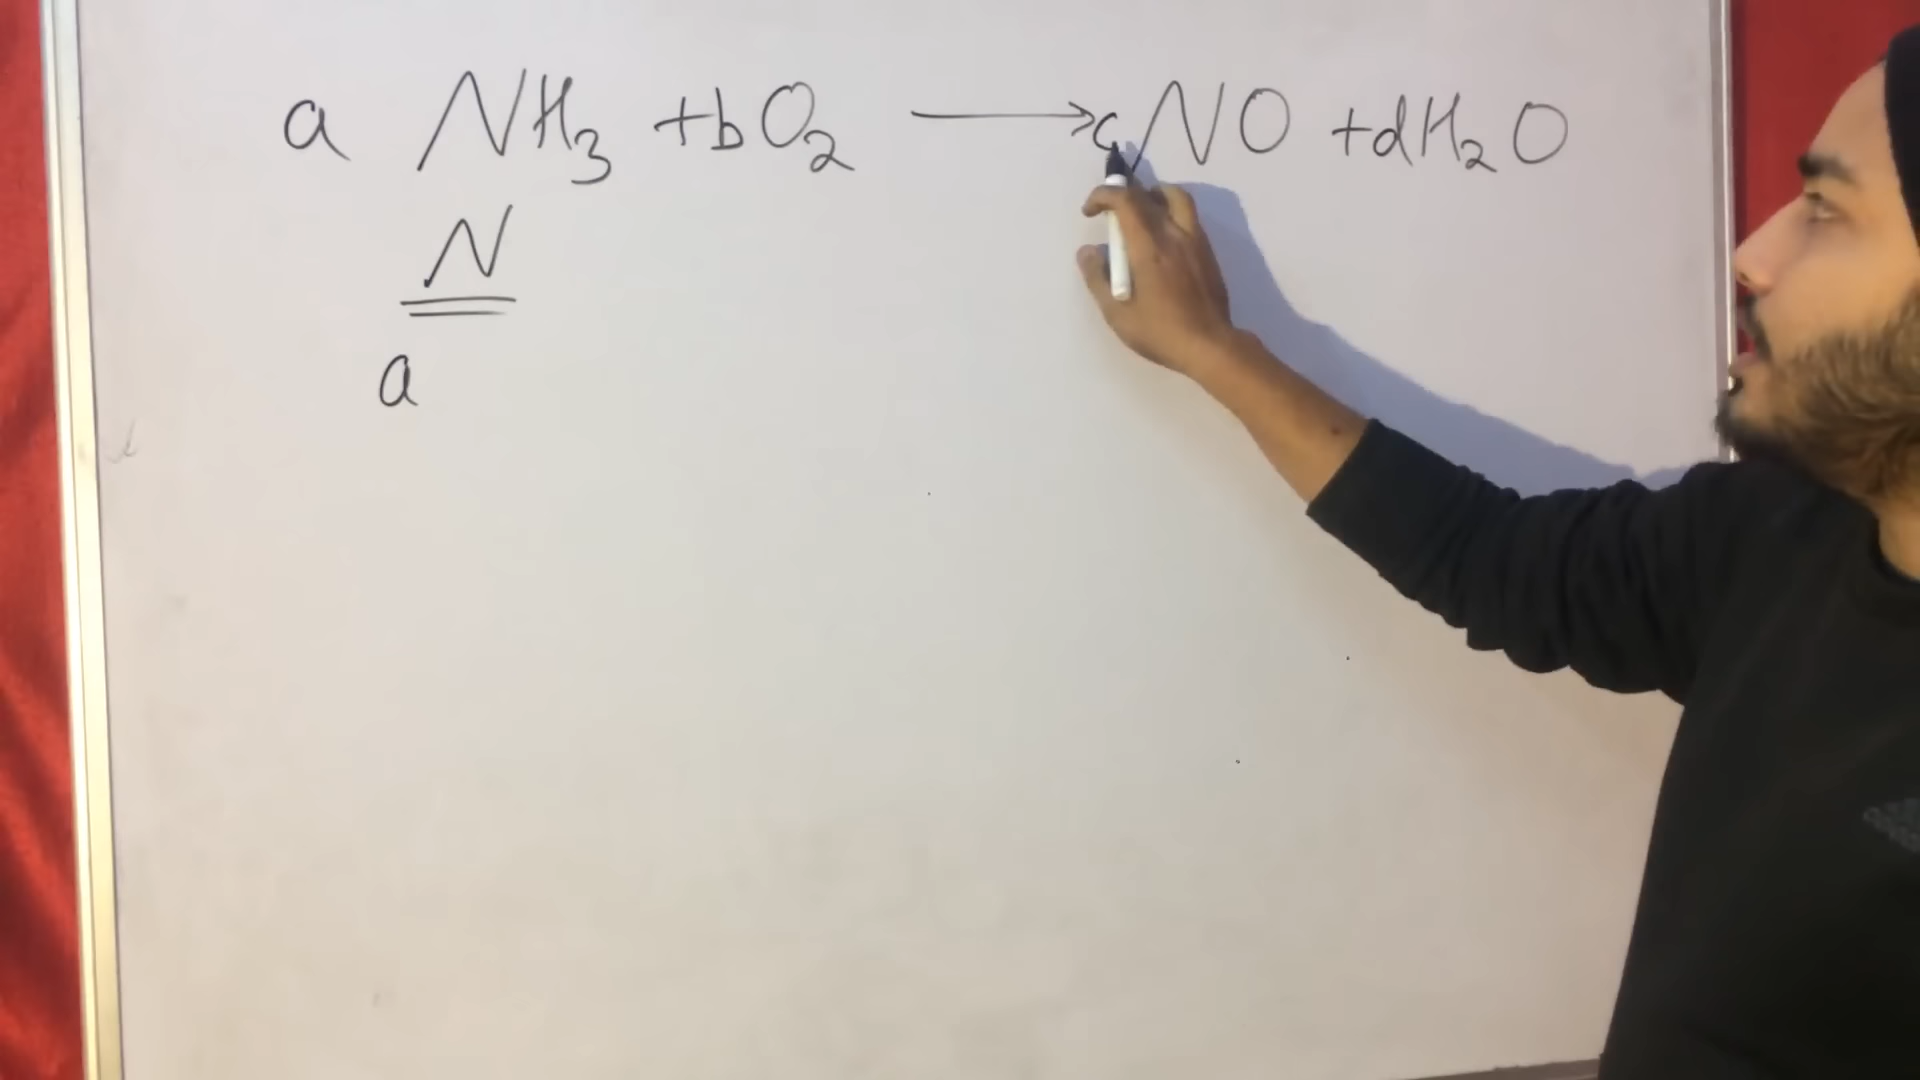 a NH₃ + b O₂ → c NO + d H₂O
N
a